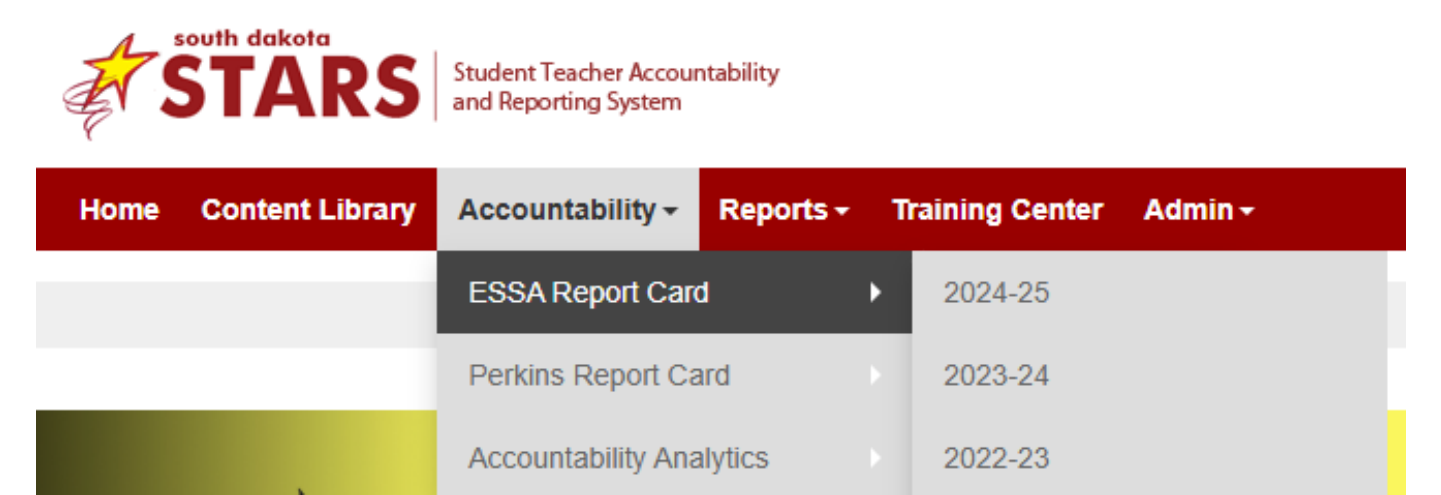 south dakota
STARS
Student Teacher Accountability
and Reporting System
Home Content Library Accountability Reports Training Center Admin
ESSA Report Card 2024-25
Perkins Report Card 2023-24
Accountability Analytics 2022-23